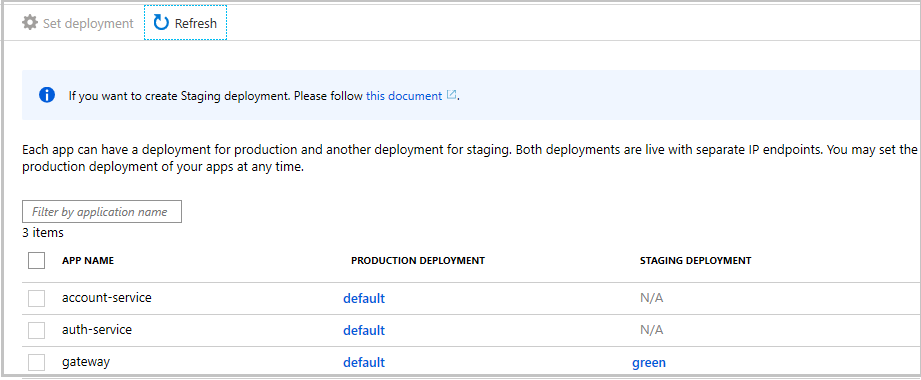 Set deployment Refresh
If you want to create Staging deployment. Please follow this document.
Each app can have a deployment for production and another deployment for staging. Both deployments are live with separate IP endpoints. You may set the
production deployment of your apps at any time.
Filter by application name
3 items
APP NAME PRODUCTION DEPLOYMENT STAGING DEPLOYMENT
account-service default N/A
auth-service default N/A
gateway default green